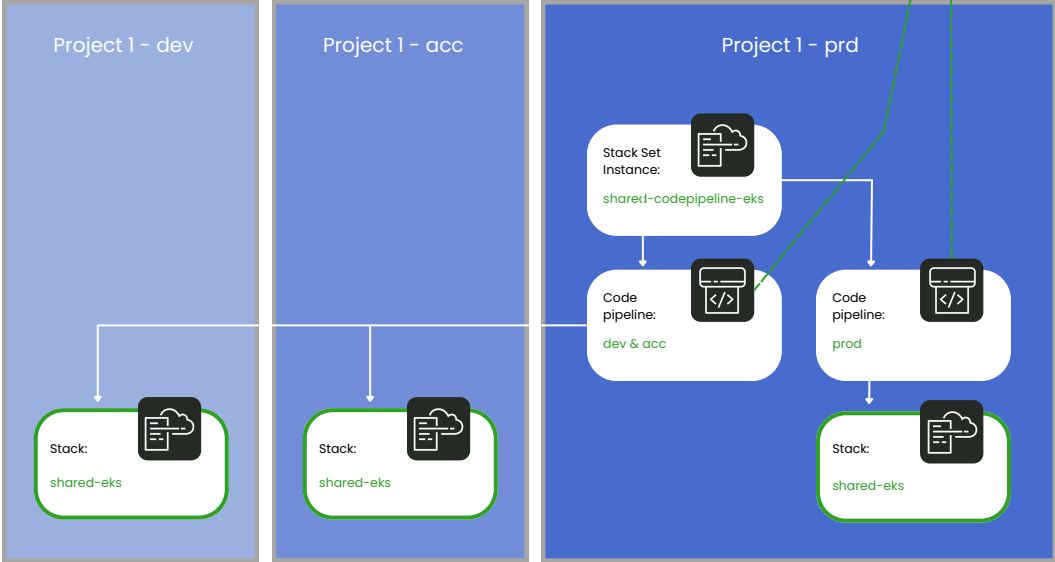 Project 1 - dev
Project 1 - acc
Project 1 - prd
Stack Set
Instance:
shared-codepipeline-eks
Code
pipeline:
dev & acc
Code
pipeline:
prod
Stack:
shared-eks
Stack:
shared-eks
Stack:
shared-eks